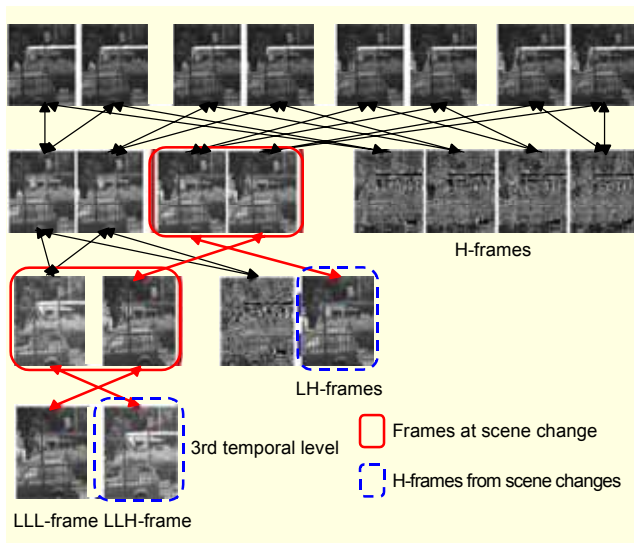 H-frames
LH-frames
3rd temporal level
Frames at scene change
H-frames from scene changes
LLL-frame LLH-frame